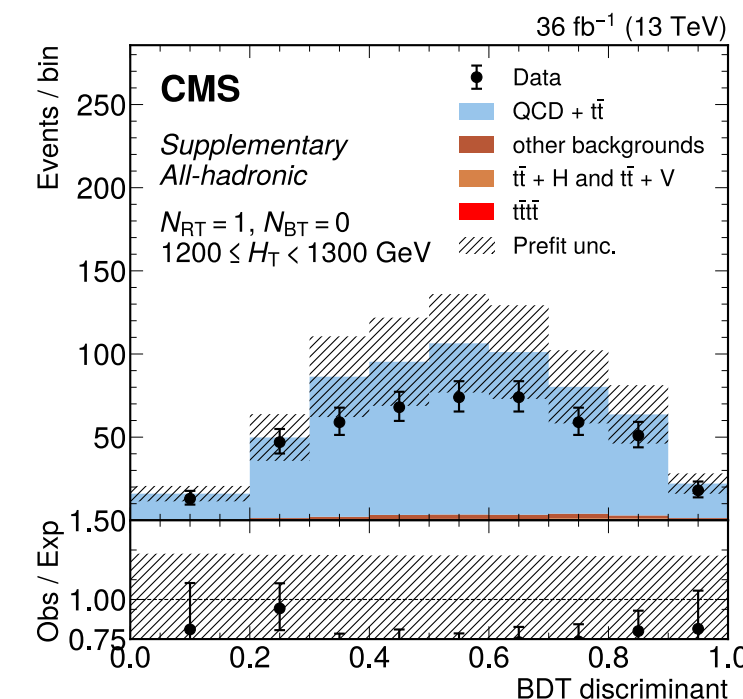 36 fb⁻¹ (13 TeV)
Events / bin
250
200
150
100
50
CMS
Supplementary
All-hadronic
N_RT = 1, N_BT = 0
1200 ≤ H_T < 1300 GeV
Data
QCD + tt̄
other backgrounds
tt̄ + H and tt̄ + V
tt̄tt̄
Prefit unc.
Obs / Exp
1.50
1.00
0.75
0.0 0.2 0.4 0.6 0.8 1.0
BDT discriminant